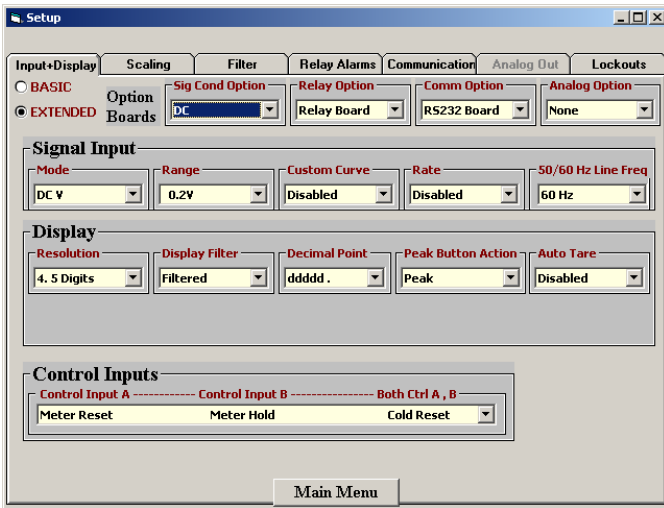 Setup
Input+Display Scaling Filter Relay Alarms Communication Analog Out Lockouts
BASIC
EXTENDED
Option
Boards
Sig Cond Option Relay Option Comm Option Analog Option
DC Relay Board RS232 Board None
Signal Input
Mode Range Custom Curve Rate 50/60 Hz Line Freq
DC V 0.2V Disabled Disabled 60 Hz
Display
Resolution Display Filter Decimal Point Peak Button Action Auto Tare
4. 5 Digits Filtered ddddd . Peak Disabled
Control Inputs
Control Input A ------------ Control Input B ---------------- Both Ctrl A , B
Meter Reset Meter Hold Cold Reset
Main Menu